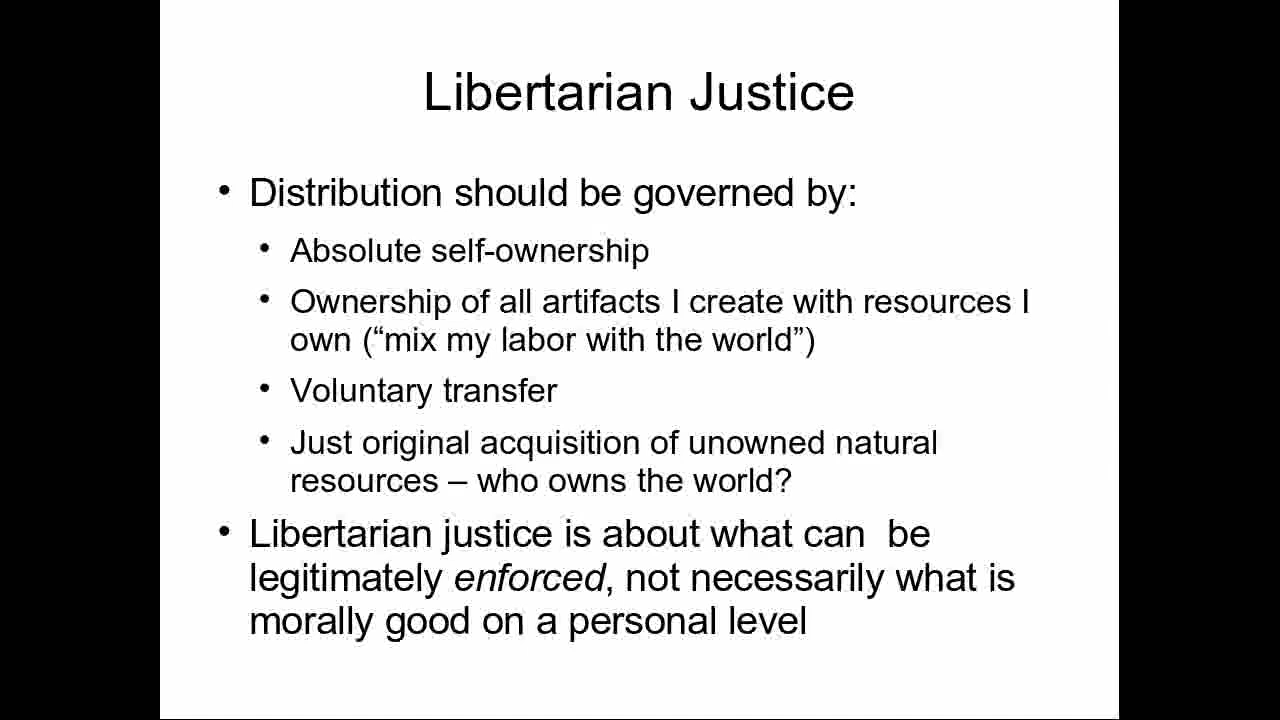 Libertarian Justice
• Distribution should be governed by:
• Absolute self-ownership
• Ownership of all artifacts I create with resources I
own (“mix my labor with the world”)
• Voluntary transfer
• Just original acquisition of unowned natural
resources – who owns the world?
• Libertarian justice is about what can  be
legitimately enforced, not necessarily what is
morally good on a personal level